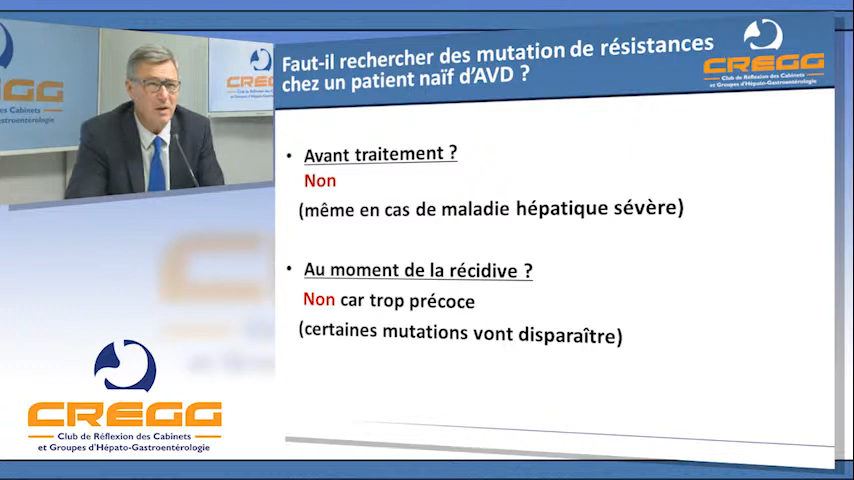 Faut-il rechercher des mutation de résistances
chez un patient naïf d'AVD ?
CREGG
Club de Réflexion des Cabinets
et Groupes d'Hépato-Gastroentérologie
• Avant traitement ?
Non
(même en cas de maladie hépatique sévère)
• Au moment de la récidive ?
Non car trop précoce
(certaines mutations vont disparaître)
CREGG
Club de Réflexion des Cabinets
et Groupes d'Hépato-Gastroentérologie